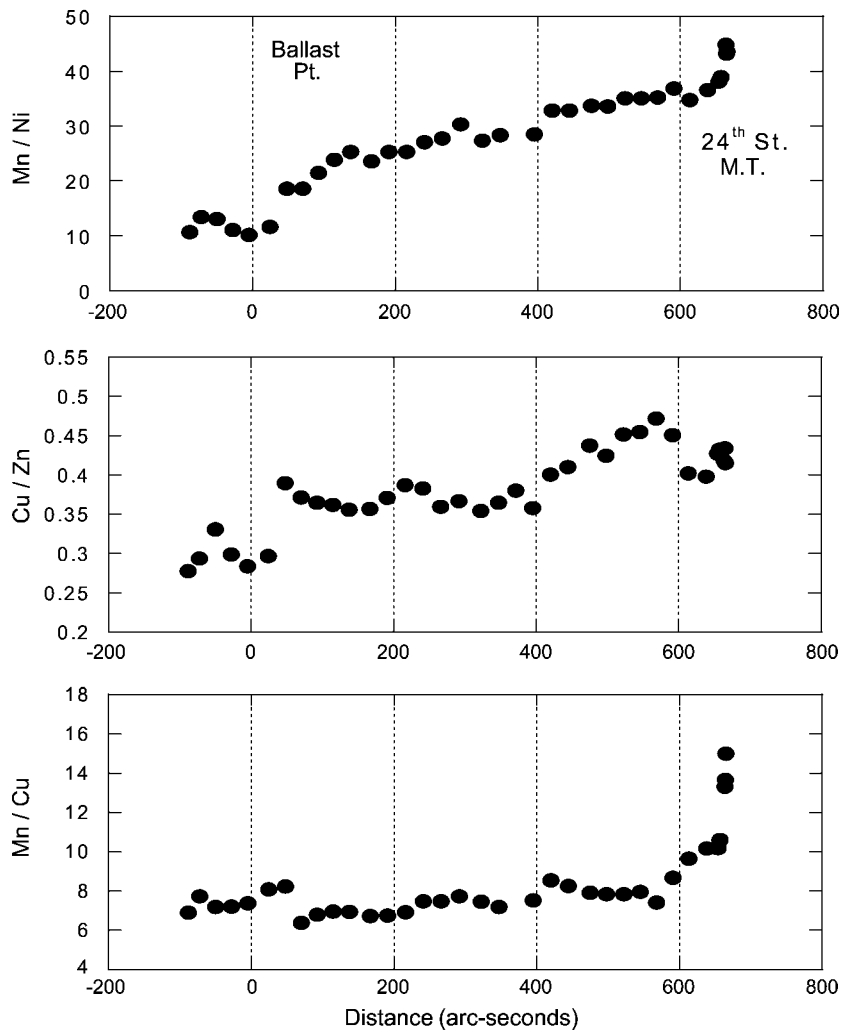 50
40
30
20
10
0
Mn / Ni
Ballast
Pt.
24th St.
M.T.
-200 0 200 400 600 800
0.55
0.5
0.45
0.4
0.35
0.3
0.25
0.2
Cu / Zn
-200 0 200 400 600 800
18
16
14
12
10
8
6
4
Mn / Cu
-200 0 200 400 600 800
Distance (arc-seconds)